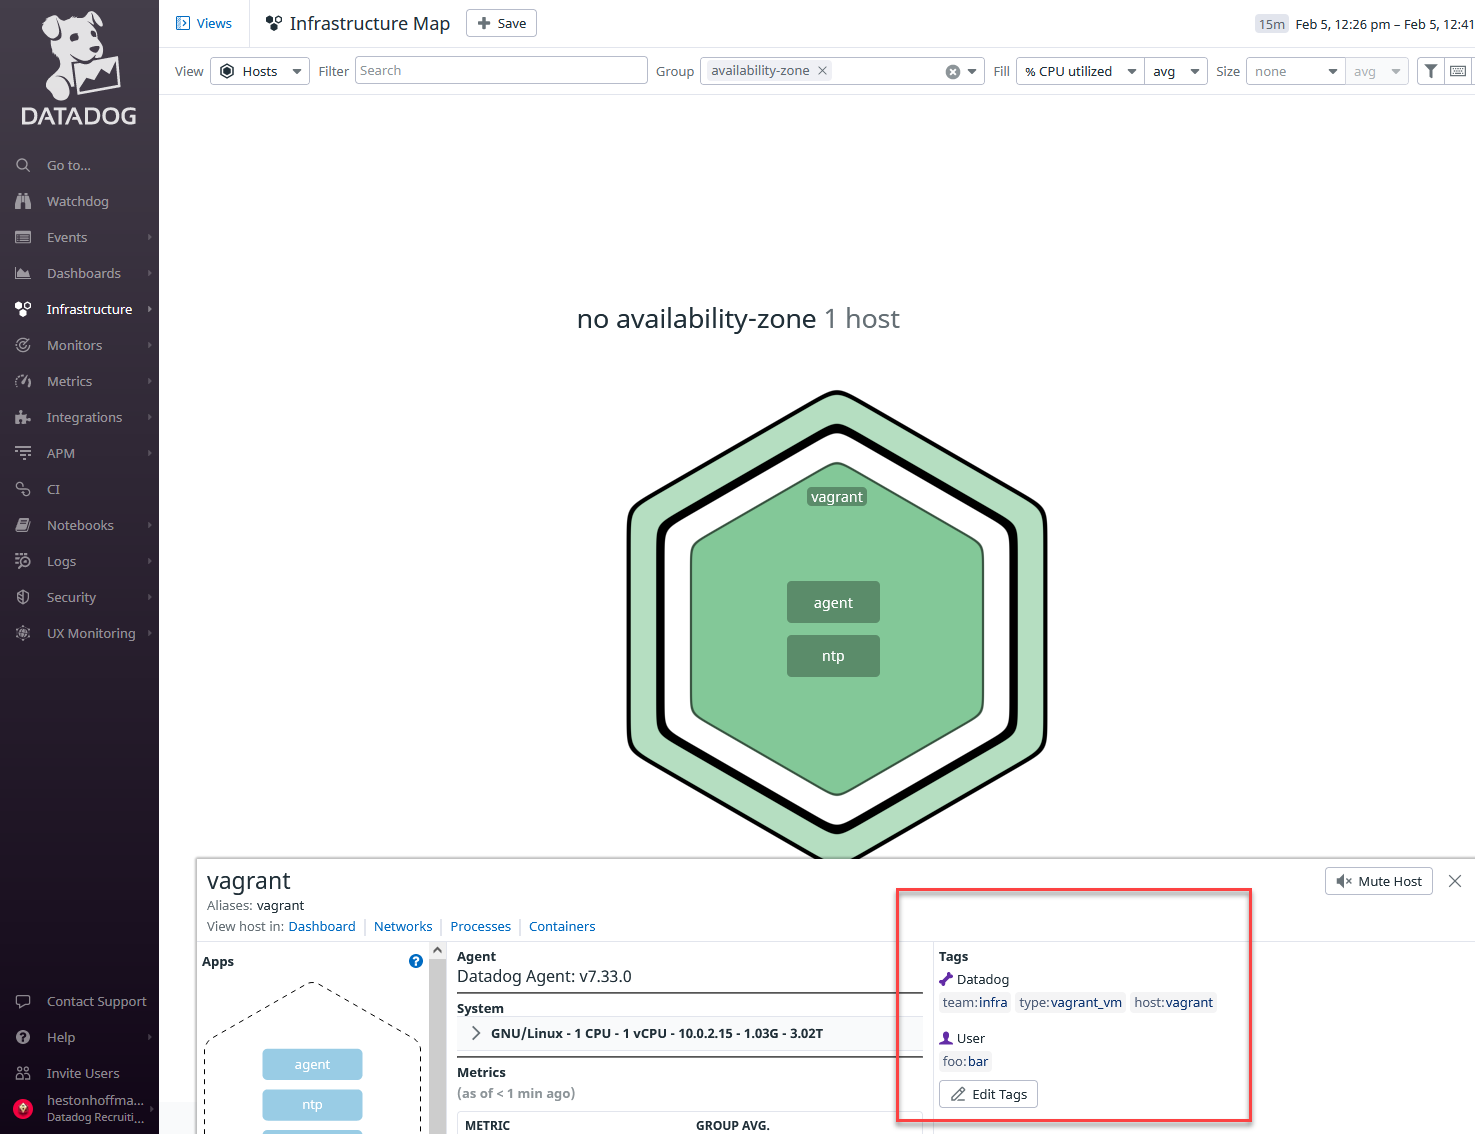 DATADOG
Go to...
Watchdog
Events
Dashboards
Infrastructure
Monitors
Metrics
Integrations
APM
CI
Notebooks
Logs
Security
UX Monitoring
Contact Support
Help
Invite Users
hestonhoffma...
Datadog Recruiti...
Views
Infrastructure Map
Save
15m Feb 5, 12:26 pm – Feb 5, 12:41
View Hosts Filter Search Group availability-zone Fill % CPU utilized avg Size none avg
no availability-zone 1 host
vagrant
agent
ntp
vagrant
Mute Host
Aliases: vagrant
View host in: Dashboard Networks Processes Containers
Apps
?
agent
ntp
Agent
Datadog Agent: v7.33.0
System
GNU/Linux - 1 CPU - 1 vCPU - 10.0.2.15 - 1.03G - 3.02T
Metrics
(as of < 1 min ago)
METRIC GROUP AVG.
Tags
Datadog
team:infra type:vagrant_vm host:vagrant
User
foo:bar
Edit Tags